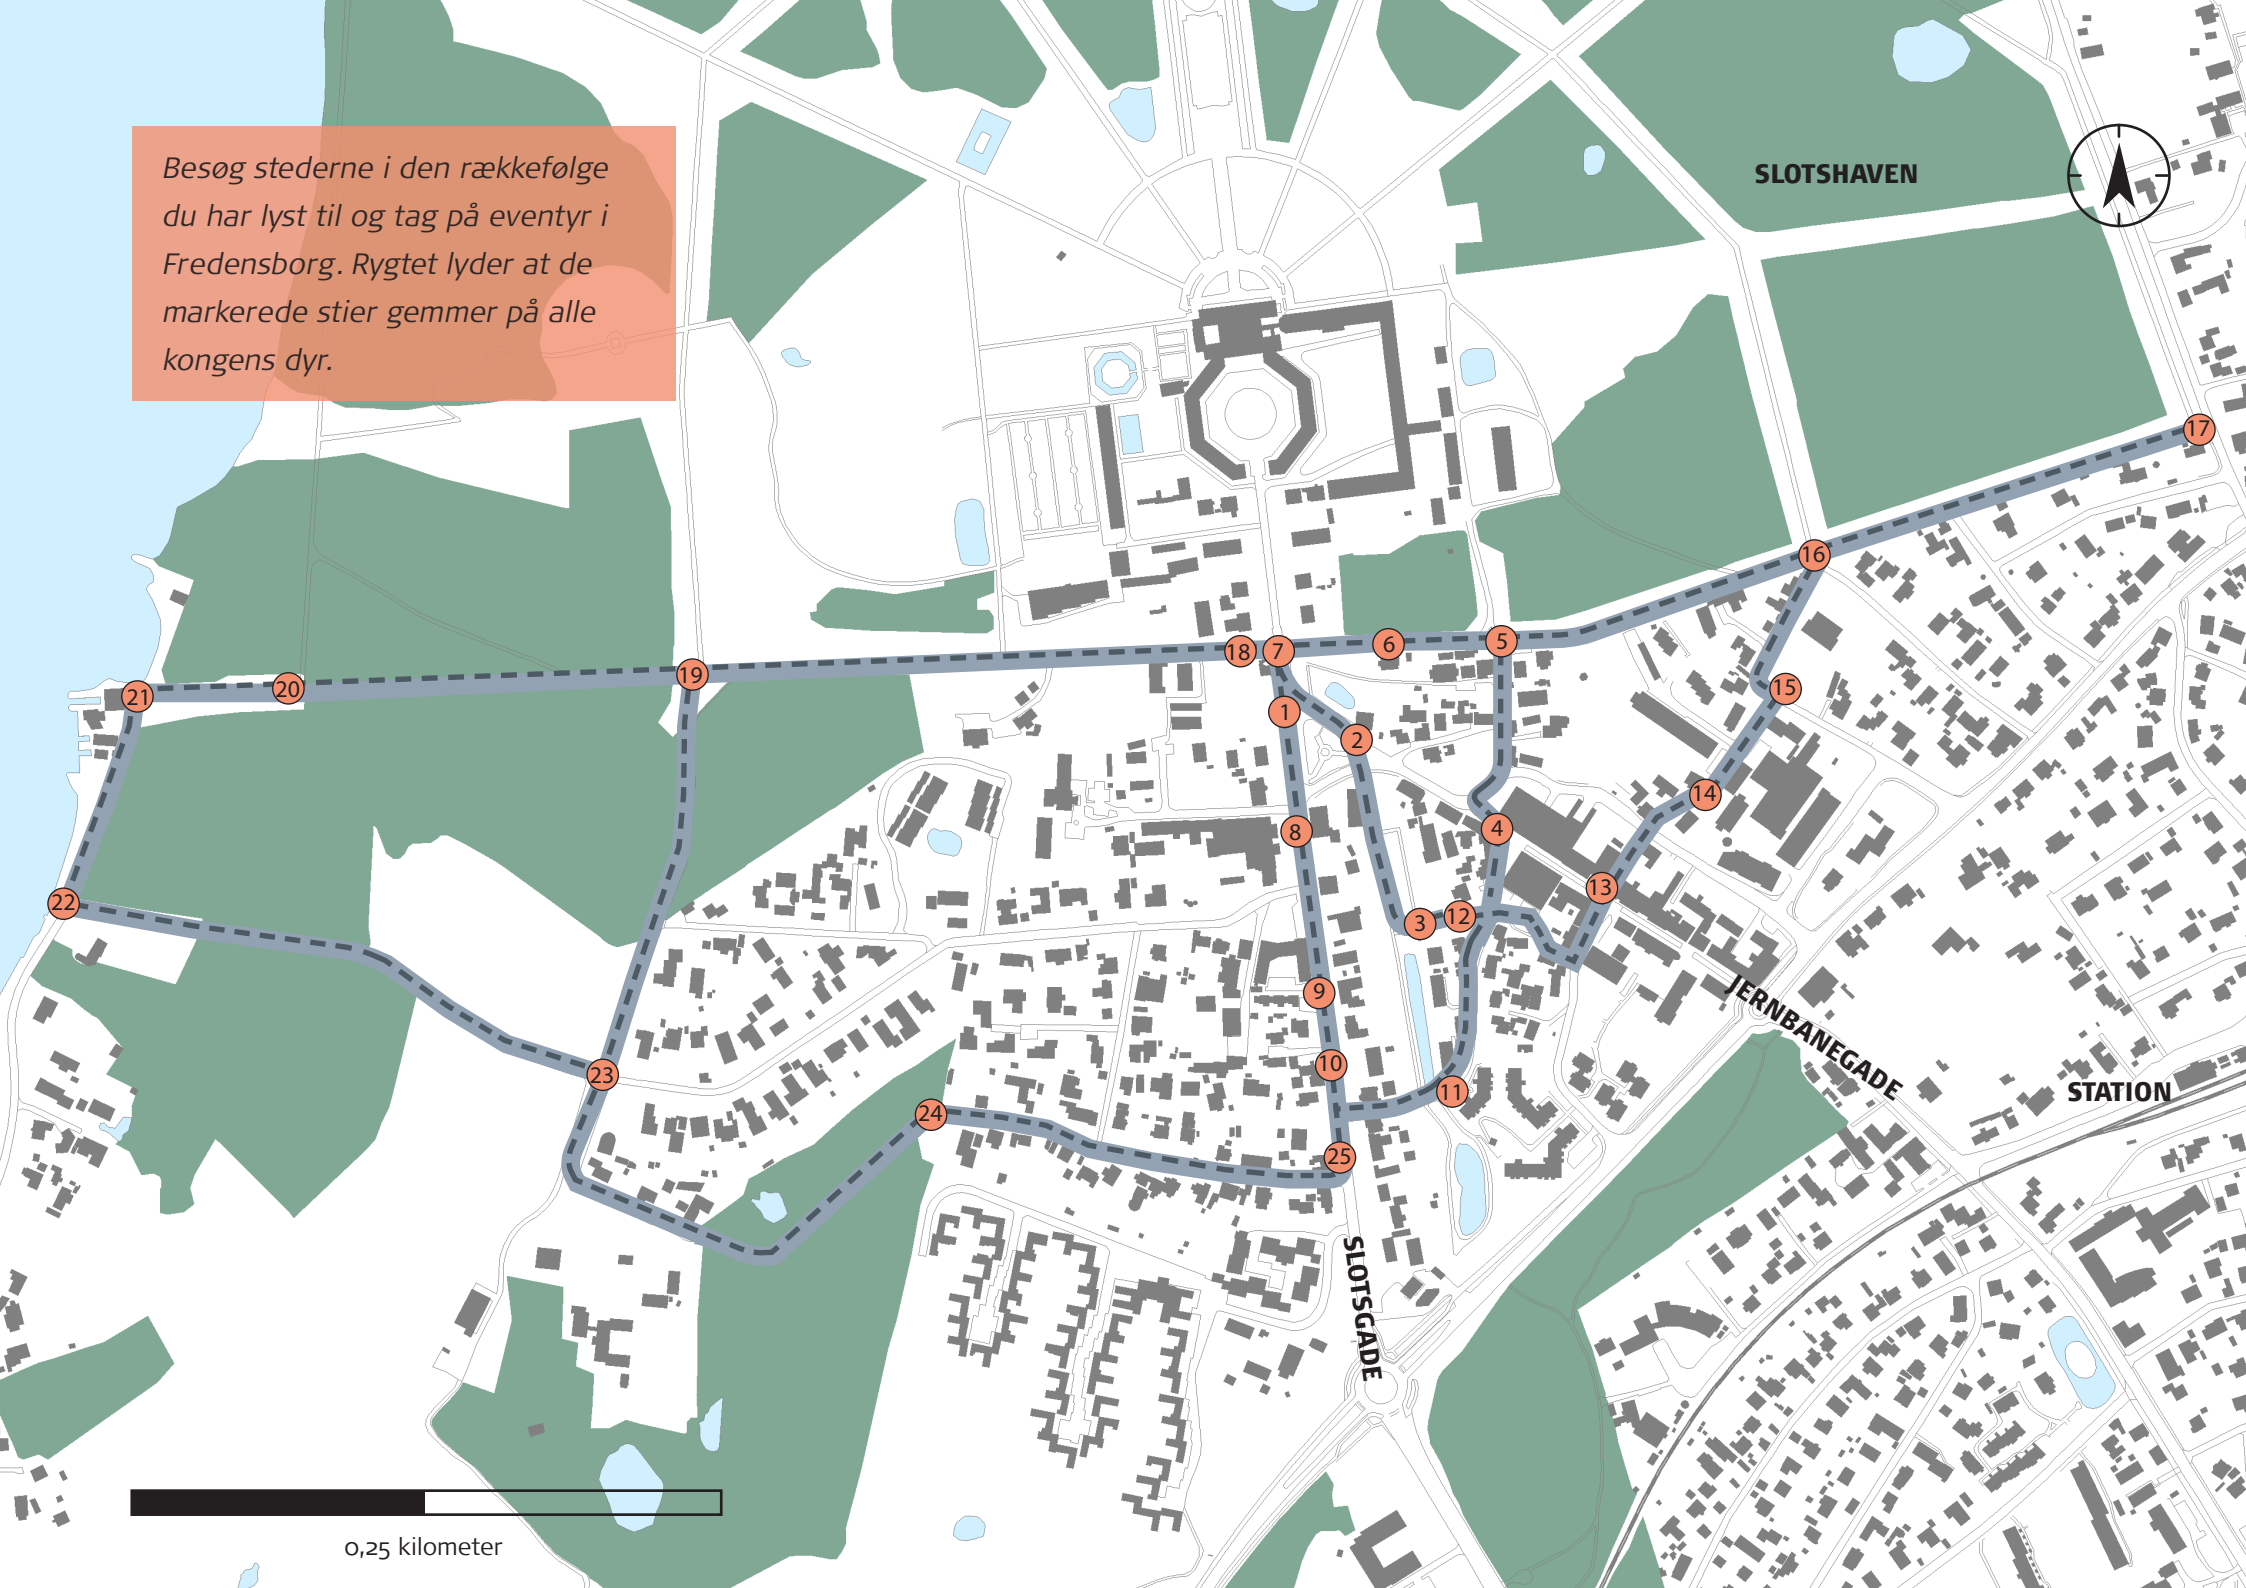 Besøg stederne i den rækkefølge
du har lyst til og tag på eventyr i
Fredensborg. Rygtet lyder at de
markerede stier gemmer på alle
kongens dyr.
SLOTSHAVEN
17
16
18
7
6
5
19
20
21
15
1
2
14
8
4
13
22
3
12
9
JERNBANEGADE
10
23
11
STATION
24
25
SLOTSGADE
0,25 kilometer